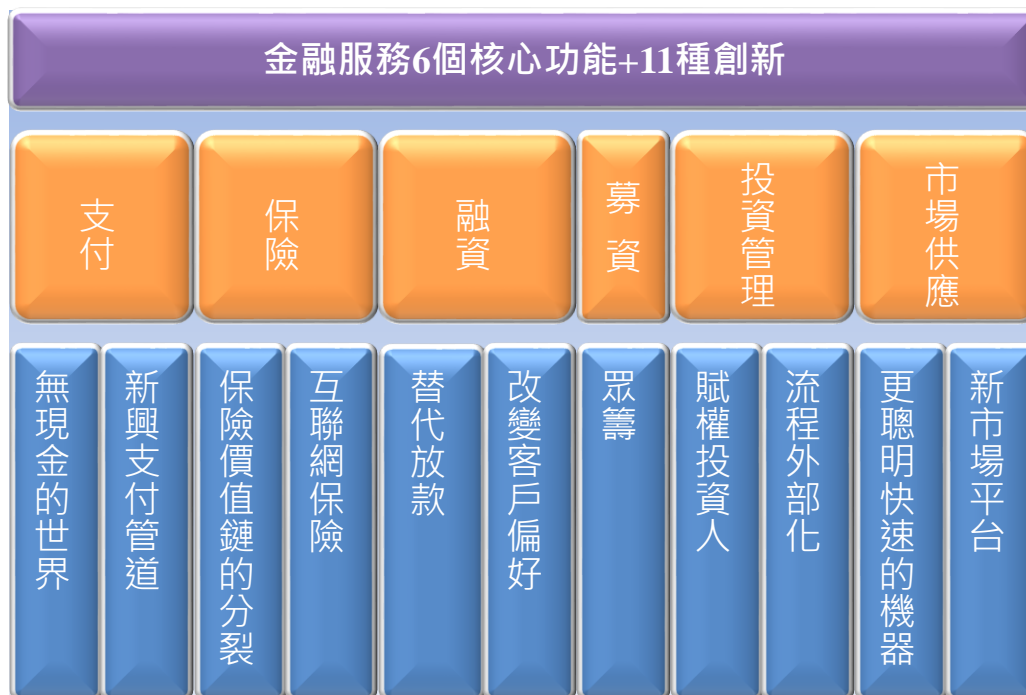 金融服務6個核心功能+11種創新
支付
保險
融資
募資
投資管理
市場供應
無現金的世界
新興支付管道
保險價值鏈的分裂
互聯網保險
替代放款
改變客戶偏好
眾籌
賦權投資人
流程外部化
更聰明快速的機器
新市場平台